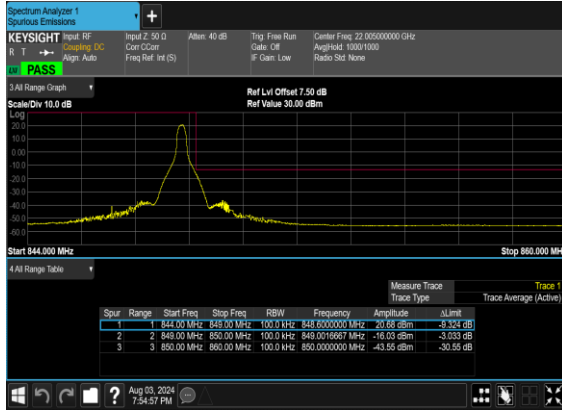 Spectrum Analyzer 1
Spurious Emissions
KEYSIGHT Input: RF Input Z: 50 Ω Atten: 40 dB Trig: Free Run Center Freq: 22.005000000 GHz
R T Coupling: DC Corr CCorr Gate: Off Avg|Hold: 1000/1000
Align: Auto Freq Ref: Int (S) IF Gain: Low Radio Std: None
PASS
3 All Range Graph Ref Lvl Offset 7.50 dB
Scale/Div 10.0 dB Ref Value 30.00 dBm
Log
20.0
10.0
0.00
-10.0
-20.0
-30.0
-40.0
-50.0
-60.0
Start 844.000 MHz Stop 860.000 MH
4 All Range Table
Measure Trace Trace 1
Trace Type Trace Average (Active)
Spur Range Start Freq Stop Freq RBW Frequency Amplitude ΔLimit
1 1 844.00 MHz 849.00 MHz 100.0 kHz 848.6000000 MHz 20.68 dBm -9.324 dB
2 2 849.00 MHz 850.00 MHz 100.0 kHz 849.0016667 MHz -16.03 dBm -3.033 dB
3 3 850.00 MHz 860.00 MHz 100.0 kHz 850.0000000 MHz -43.55 dBm -30.55 dB
? Aug 03, 2024
7:54:57 PM